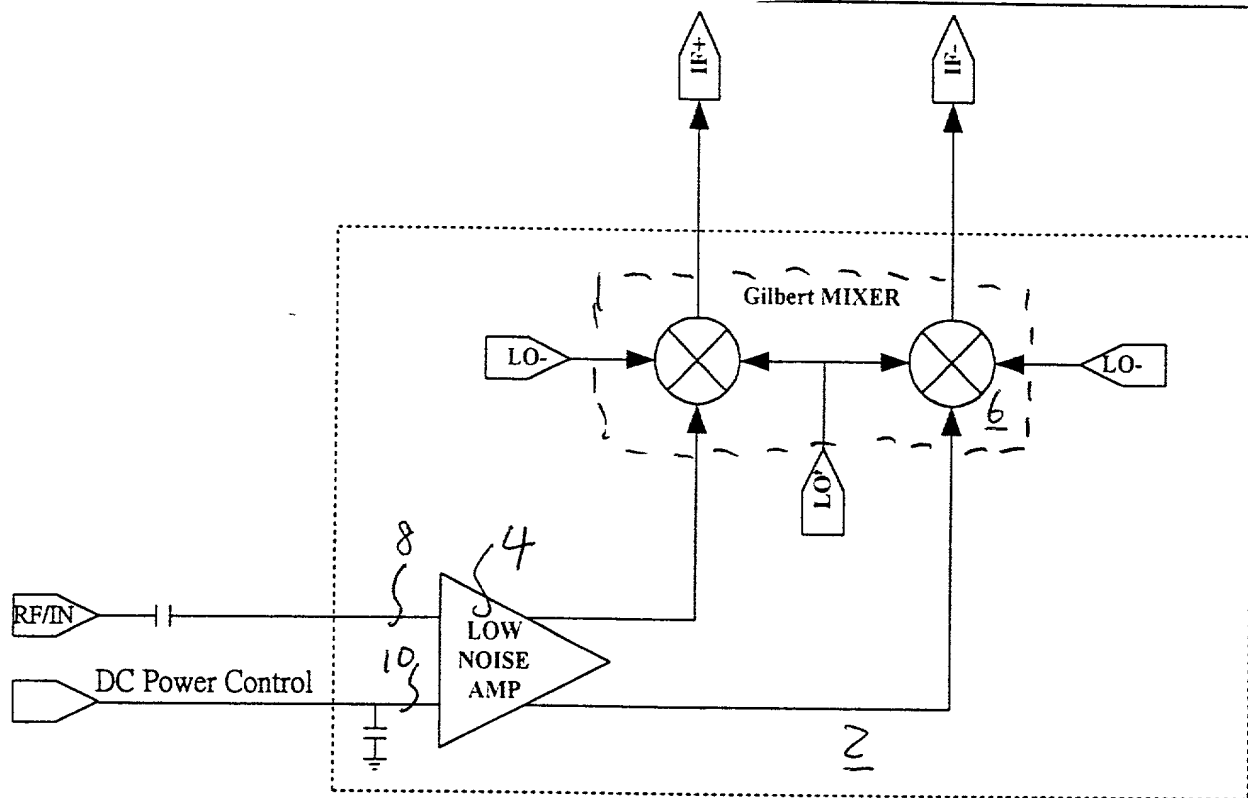 IF+
IF-
Gilbert MIXER
LO-
LO-
6
LO+
8
4
RF/IN
LOW
NOISE
AMP
10
DC Power Control
2